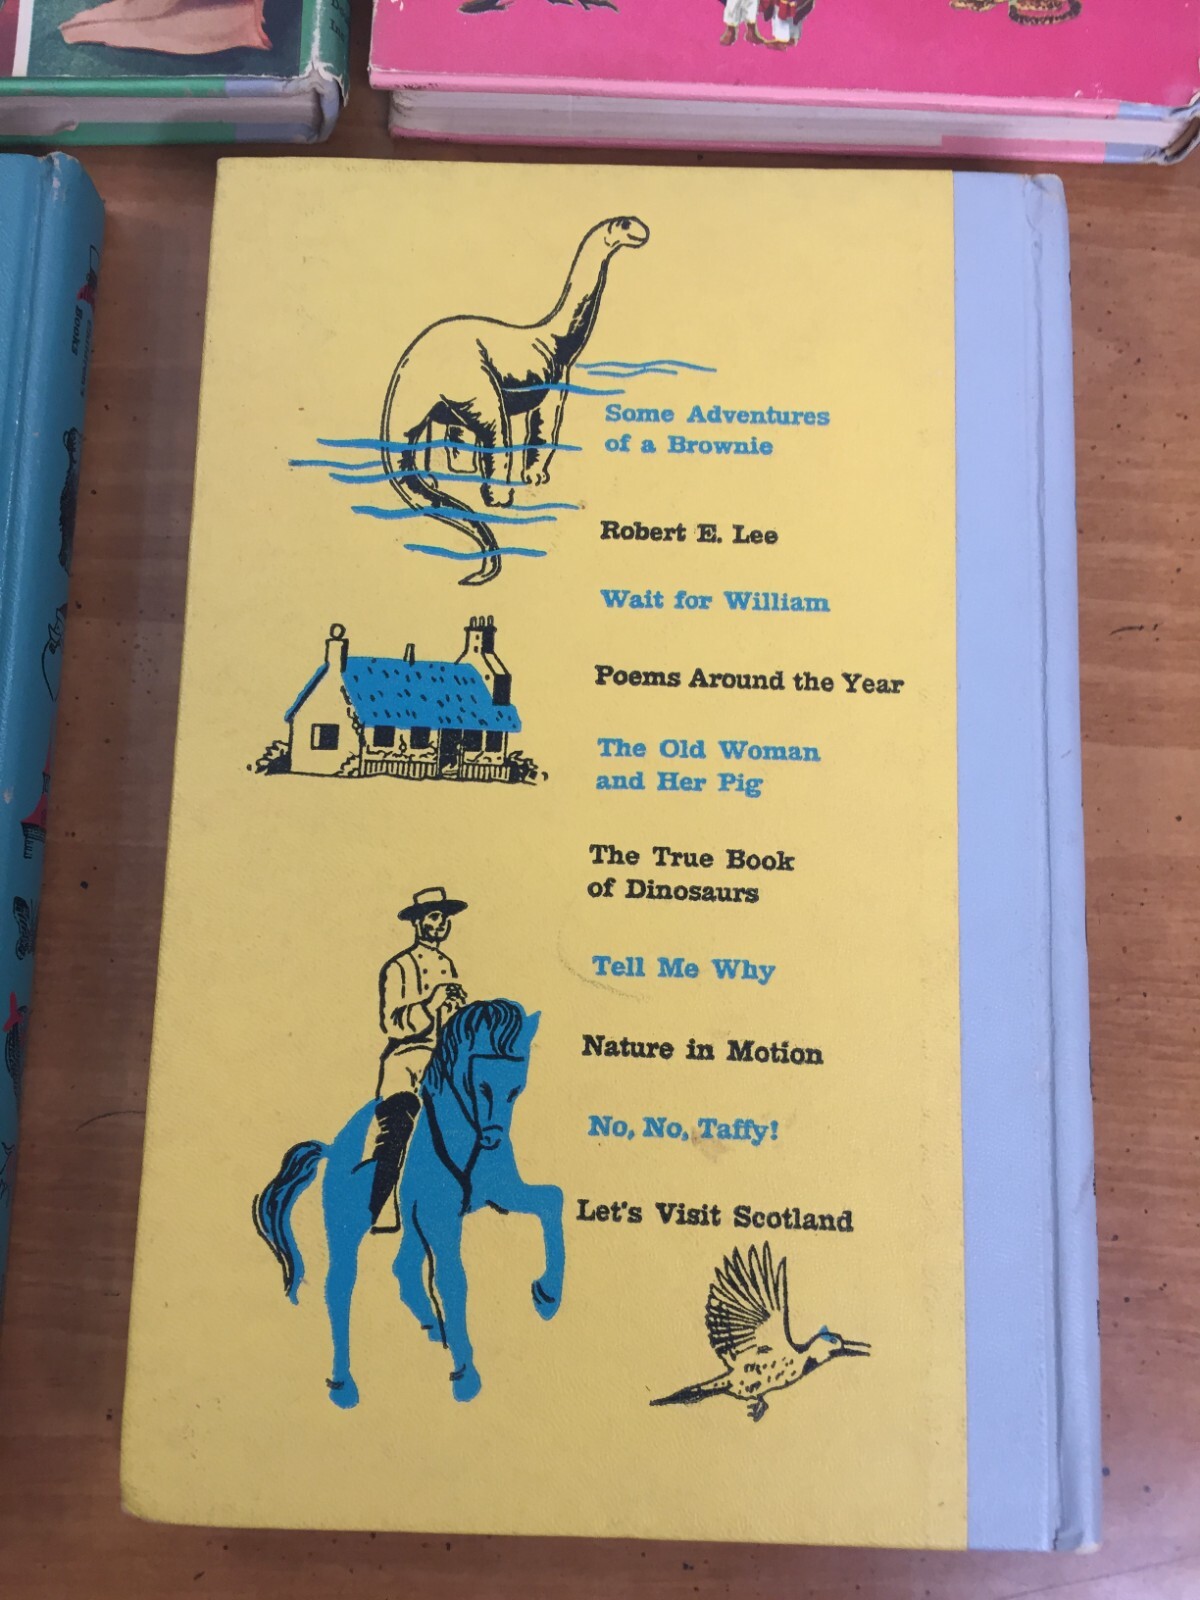 Some Adventures
of a Brownie
Robert E. Lee
Wait for William
Poems Around the Year
The Old Woman
and Her Pig
The True Book
of Dinosaurs
Tell Me Why
Nature in Motion
No, No, Taffy!
Let's Visit Scotland
Books